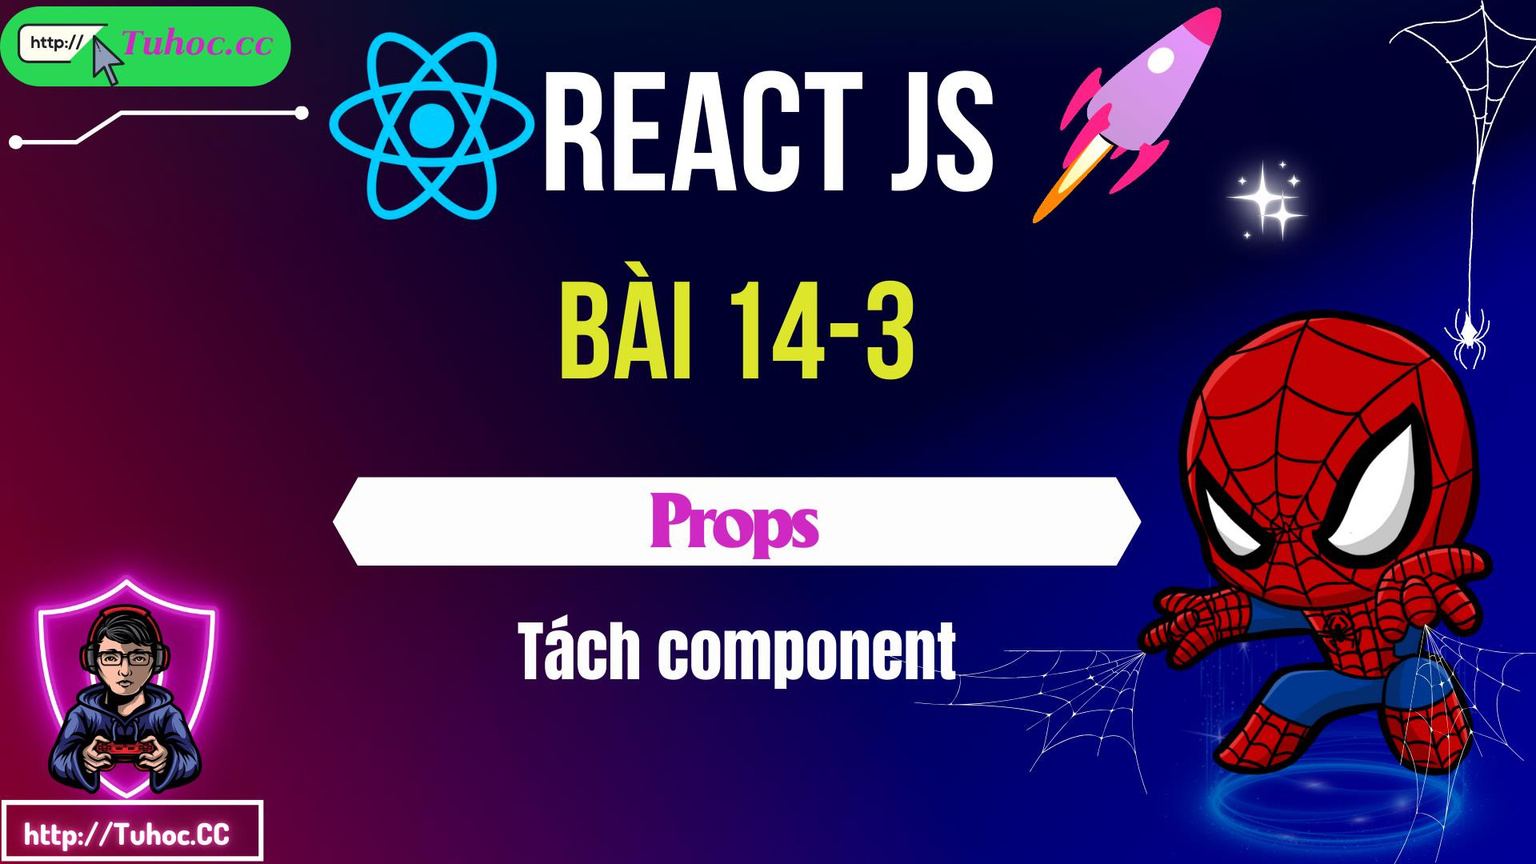 http://
Tuhoc.cc
REACT JS
BÀI 14-3
Props
Tách component
http://Tuhoc.CC